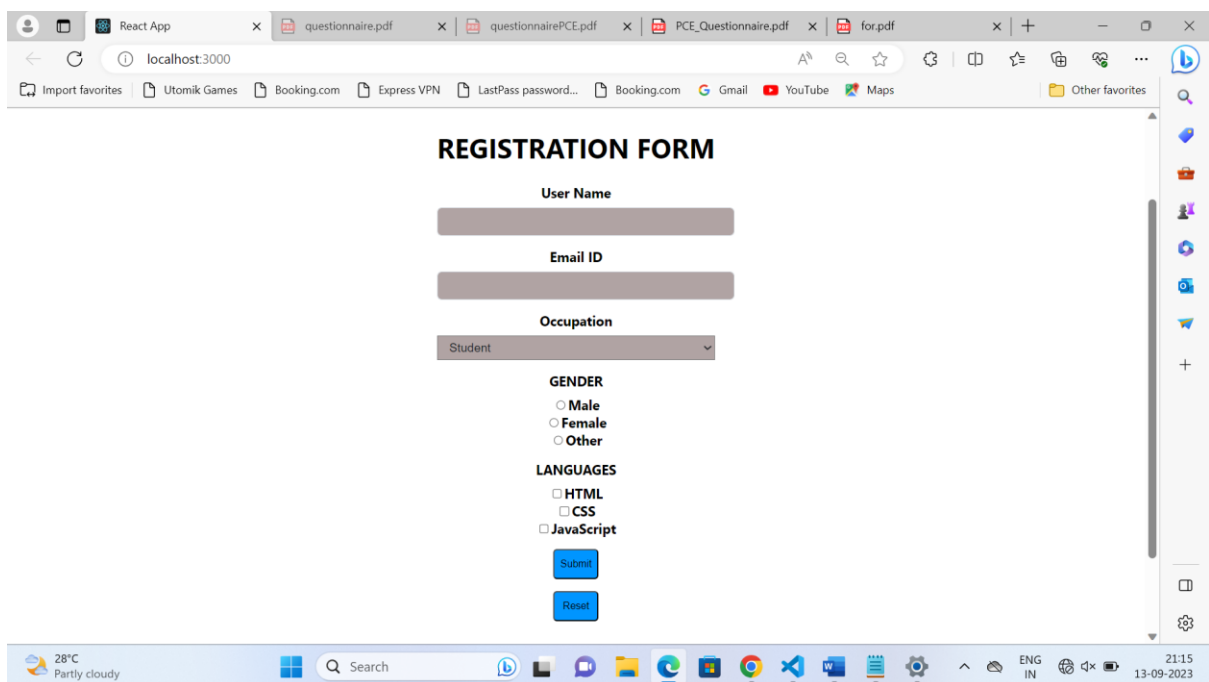 React App questionnaire.pdf questionnairePCE.pdf PCE_Questionnaire.pdf for.pdf
localhost:3000
Import favorites Utomik Games Booking.com Express VPN LastPass password... Booking.com Gmail YouTube Maps Other favorites
REGISTRATION FORM
User Name
Email ID
Occupation
Student
GENDER
Male
Female
Other
LANGUAGES
HTML
CSS
JavaScript
Submit
Reset
28°C
Partly cloudy
Search
ENG
IN
21:15
13-09-2023